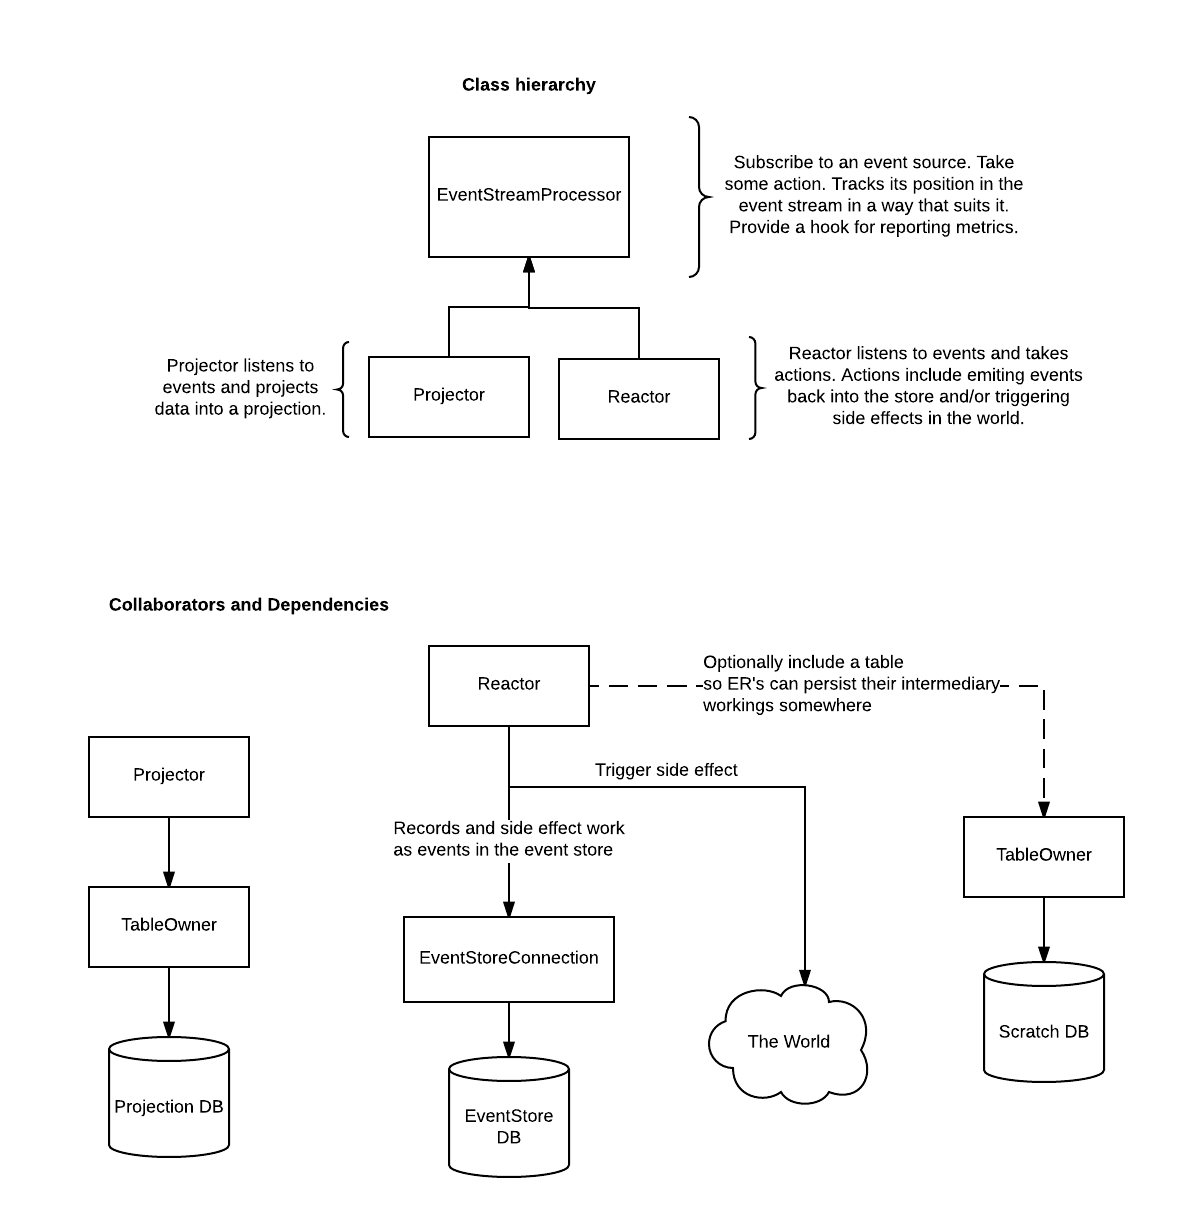 Class hierarchy
EventStreamProcessor
Subscribe to an event source. Take
some action. Tracks its position in the
event stream in a way that suits it.
Provide a hook for reporting metrics.
Projector listens to
events and projects
data into a projection.
Projector
Reactor
Reactor listens to events and takes
actions. Actions include emiting events
back into the store and/or triggering
side effects in the world.
Collaborators and Dependencies
Reactor
Optionally include a table
so ER's can persist their intermediary
workings somewhere
Projector
Trigger side effect
Records and side effect work
as events in the event store
TableOwner
TableOwner
EventStoreConnection
The World
Scratch DB
Projection DB
EventStore
DB